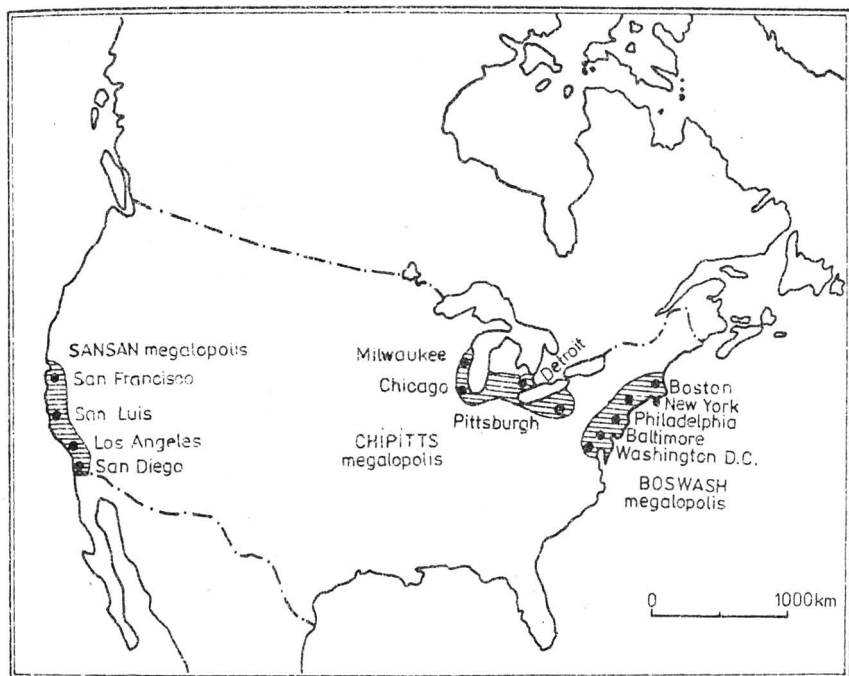 SANSAN megalopolis
San Francisco
San Luis
Los Angeles
San Diego
Milwaukee
Chicago
Detroit
Pittsburgh
CHIPITTS
megalopolis
Boston
New York
Philadelphia
Baltimore
Washington D.C.
BOSWASH
megalopolis
0 1000km